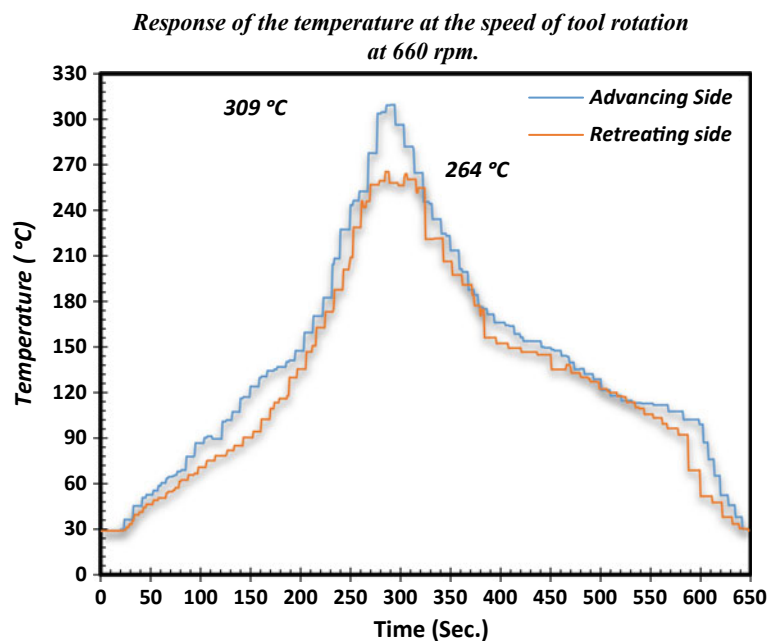 Response of the temperature at the speed of tool rotation
at 660 rpm.
330
300
270
240
210
180
150
120
90
60
30
0
Temperature ( °C)
309 °C
264 °C
Advancing Side
Retreating side
0 50 100 150 200 250 300 350 400 450 500 550 600 650
Time (Sec.)